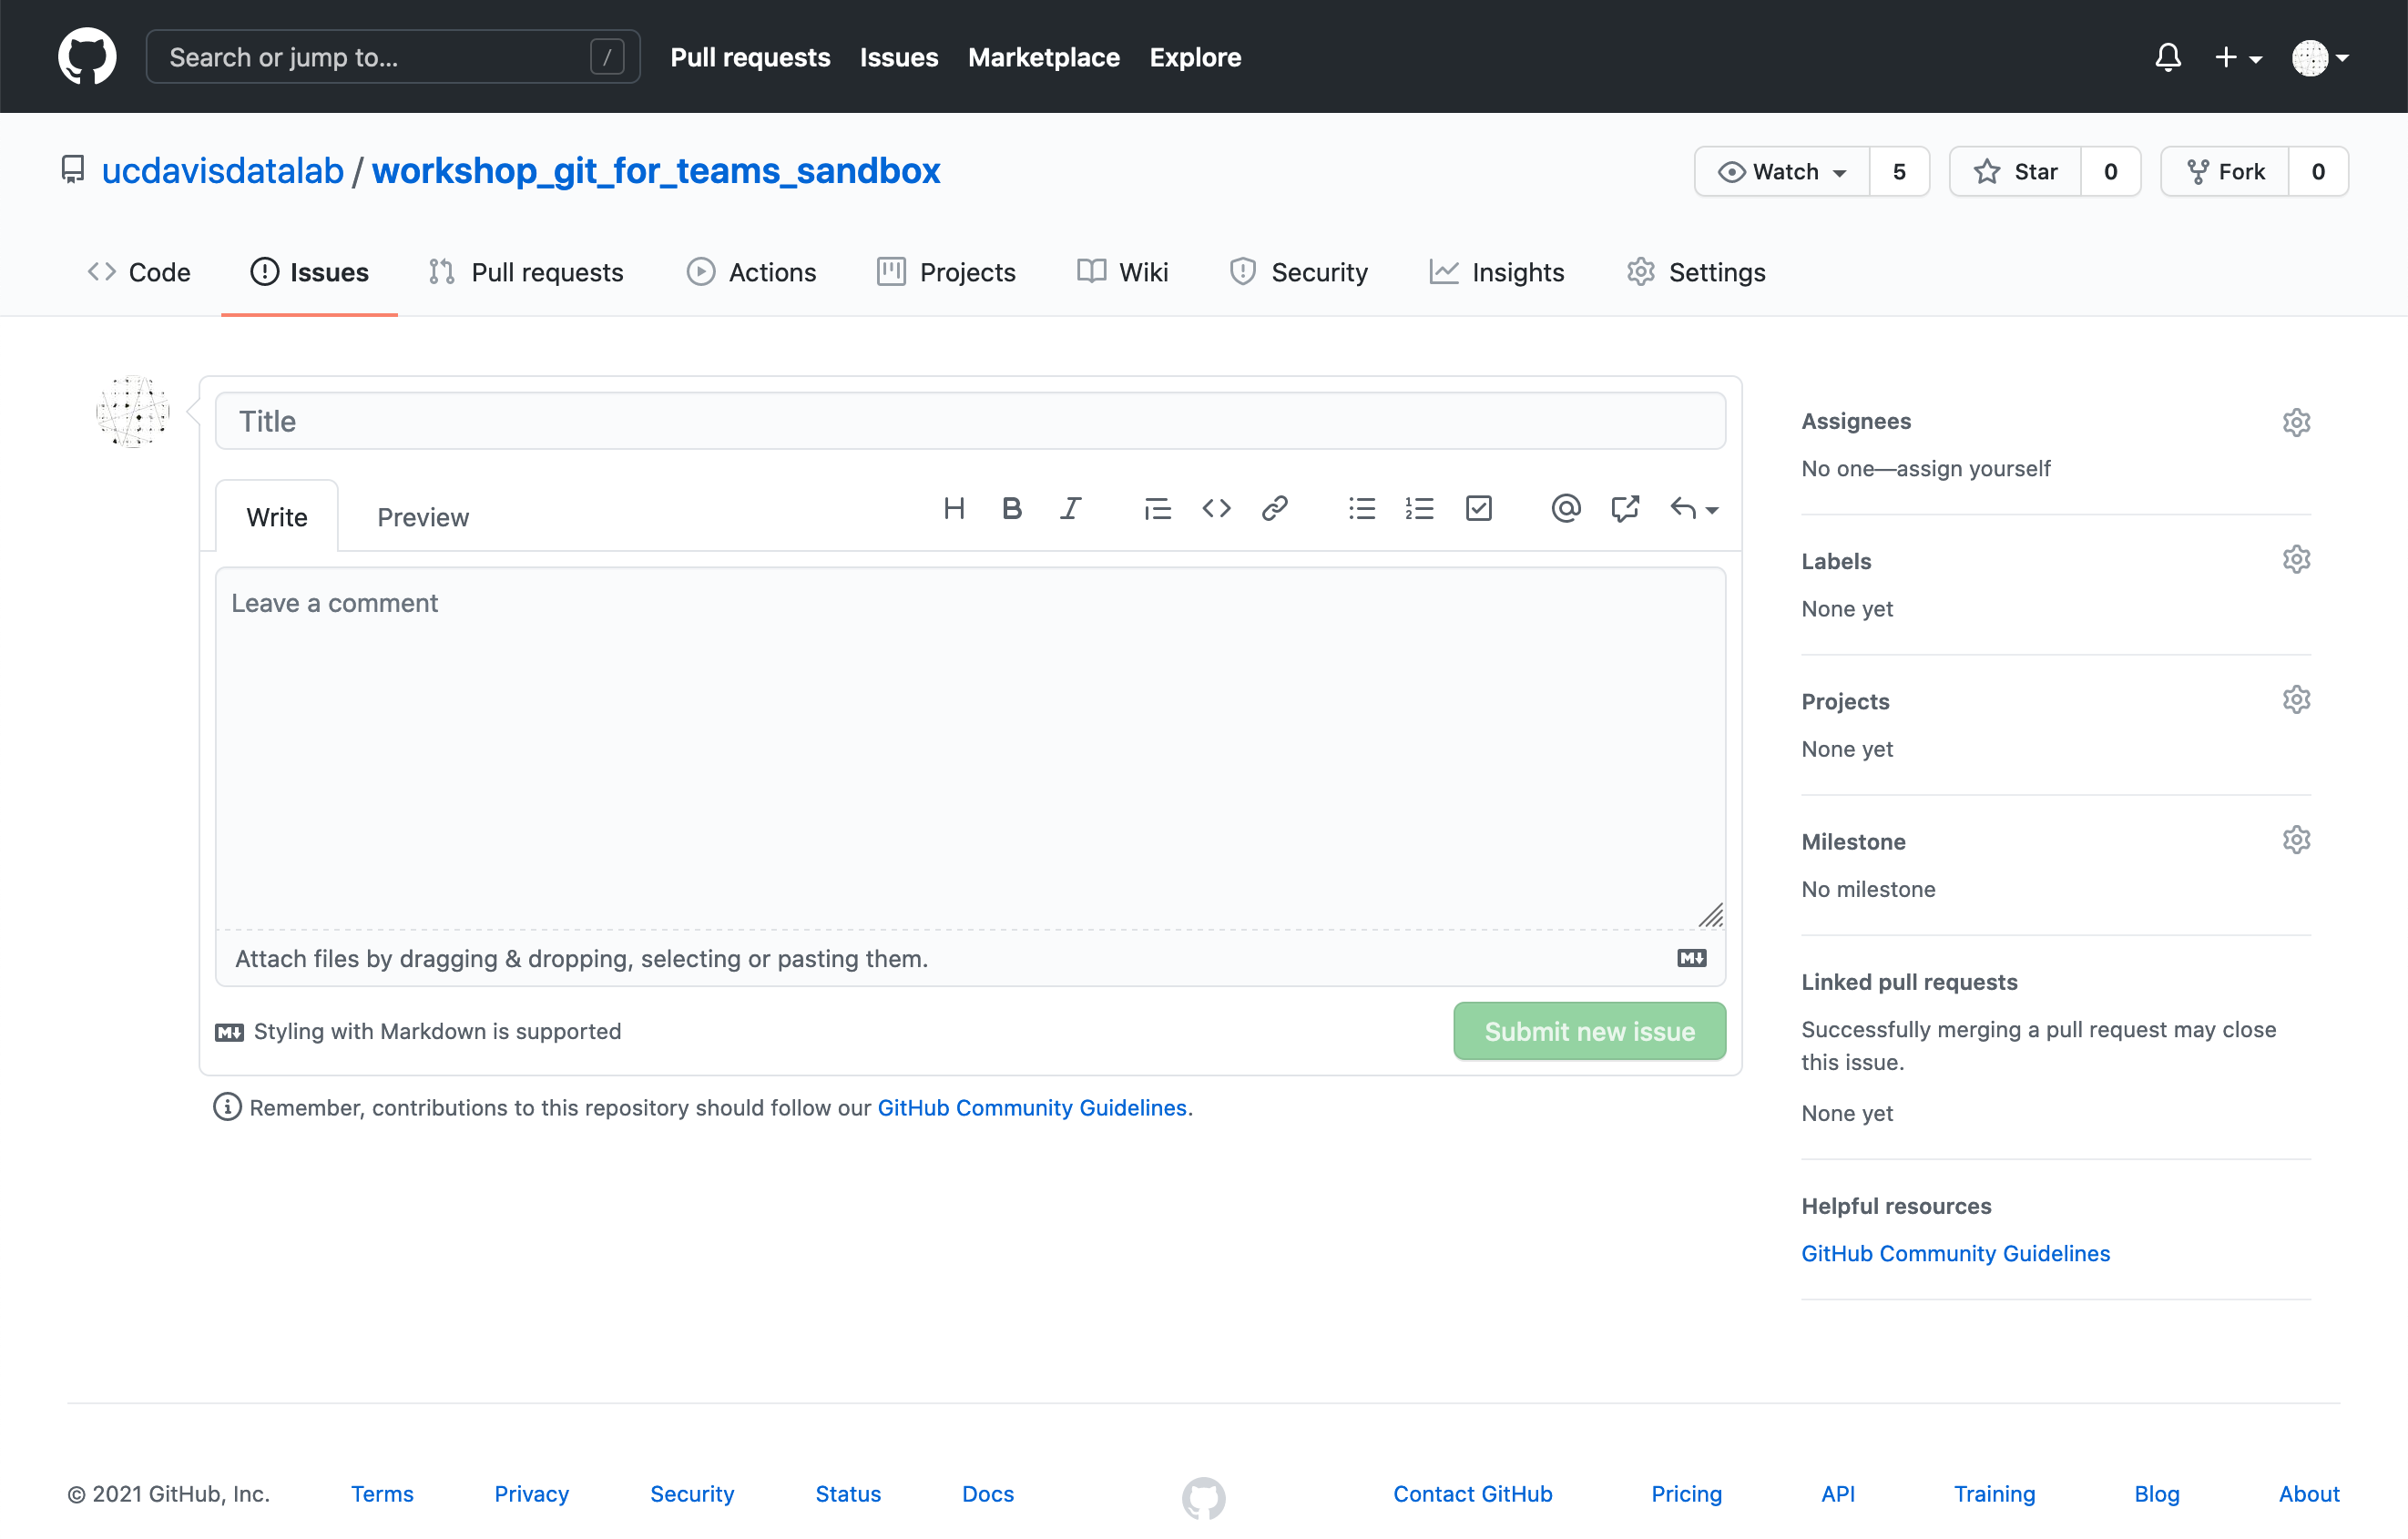 Search or jump to... /
Pull requests Issues Marketplace Explore
ucdavisdatalab / workshop_git_for_teams_sandbox
Watch 5 Star 0 Fork 0
Code Issues Pull requests Actions Projects Wiki Security Insights Settings
Title
Write Preview
Leave a comment
Attach files by dragging & dropping, selecting or pasting them.
Styling with Markdown is supported
Submit new issue
Remember, contributions to this repository should follow our GitHub Community Guidelines.
Assignees
No one—assign yourself
Labels
None yet
Projects
None yet
Milestone
No milestone
Linked pull requests
Successfully merging a pull request may close
this issue.
None yet
Helpful resources
GitHub Community Guidelines
© 2021 GitHub, Inc. Terms Privacy Security Status Docs Contact GitHub Pricing API Training Blog About